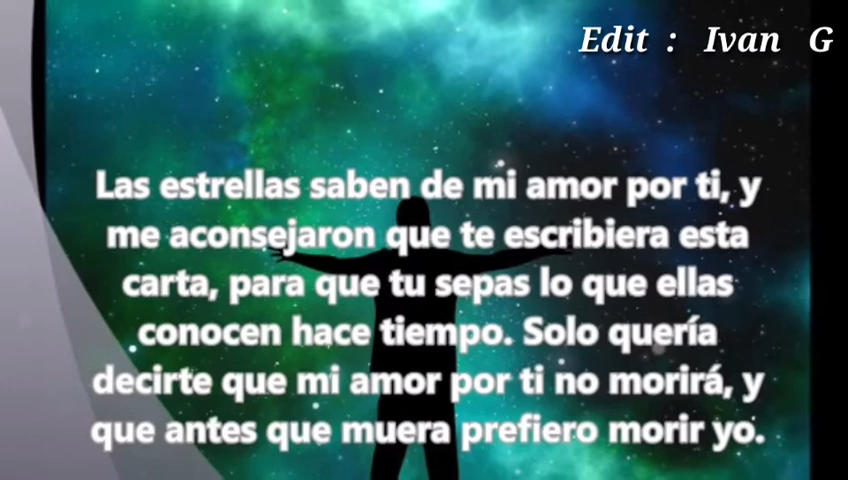 Edit : Ivan G
Las estrellas saben de mi amor por ti, y
me aconsejaron que te escribiera esta
carta, para que tu sepas lo que ellas
conocen hace tiempo. Solo quería
decirte que mi amor por ti no morirá, y
que antes que muera prefiero morir yo.